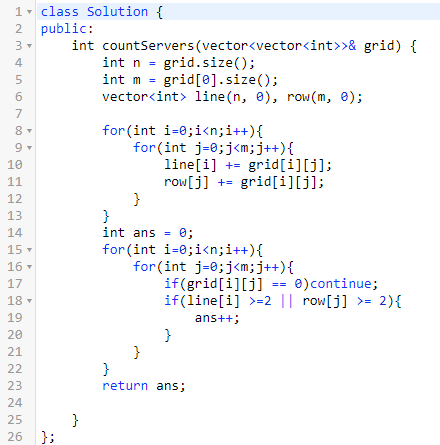 1 class Solution {
2 public:
3     int countServers(vector<vector<int>>& grid) {
4         int n = grid.size();
5         int m = grid[0].size();
6         vector<int> line(n, 0), row(m, 0);
7
8         for(int i=0;i<n;i++){
9             for(int j=0;j<m;j++){
10                 line[i] += grid[i][j];
11                 row[j] += grid[i][j];
12             }
13         }
14         int ans = 0;
15         for(int i=0;i<n;i++){
16             for(int j=0;j<m;j++){
17                 if(grid[i][j] == 0)continue;
18                 if(line[i] >=2 || row[j] >= 2){
19                     ans++;
20                 }
21             }
22         }
23         return ans;
24
25     }
26 };